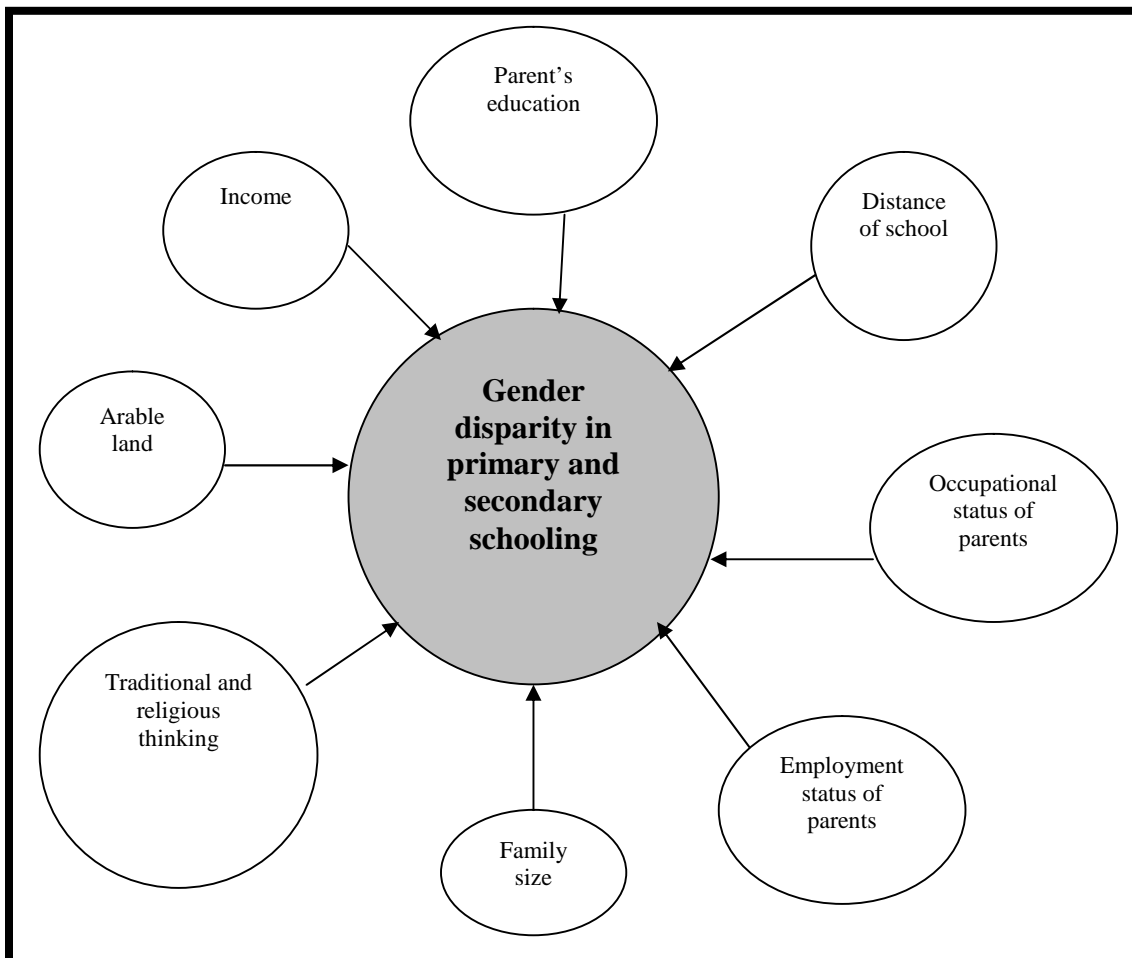 Parent’s
education
Income
Distance
of school
Arable
land
Gender
disparity in
primary and
secondary
schooling
Occupational
status of
parents
Traditional and
religious
thinking
Employment
status of
parents
Family
size